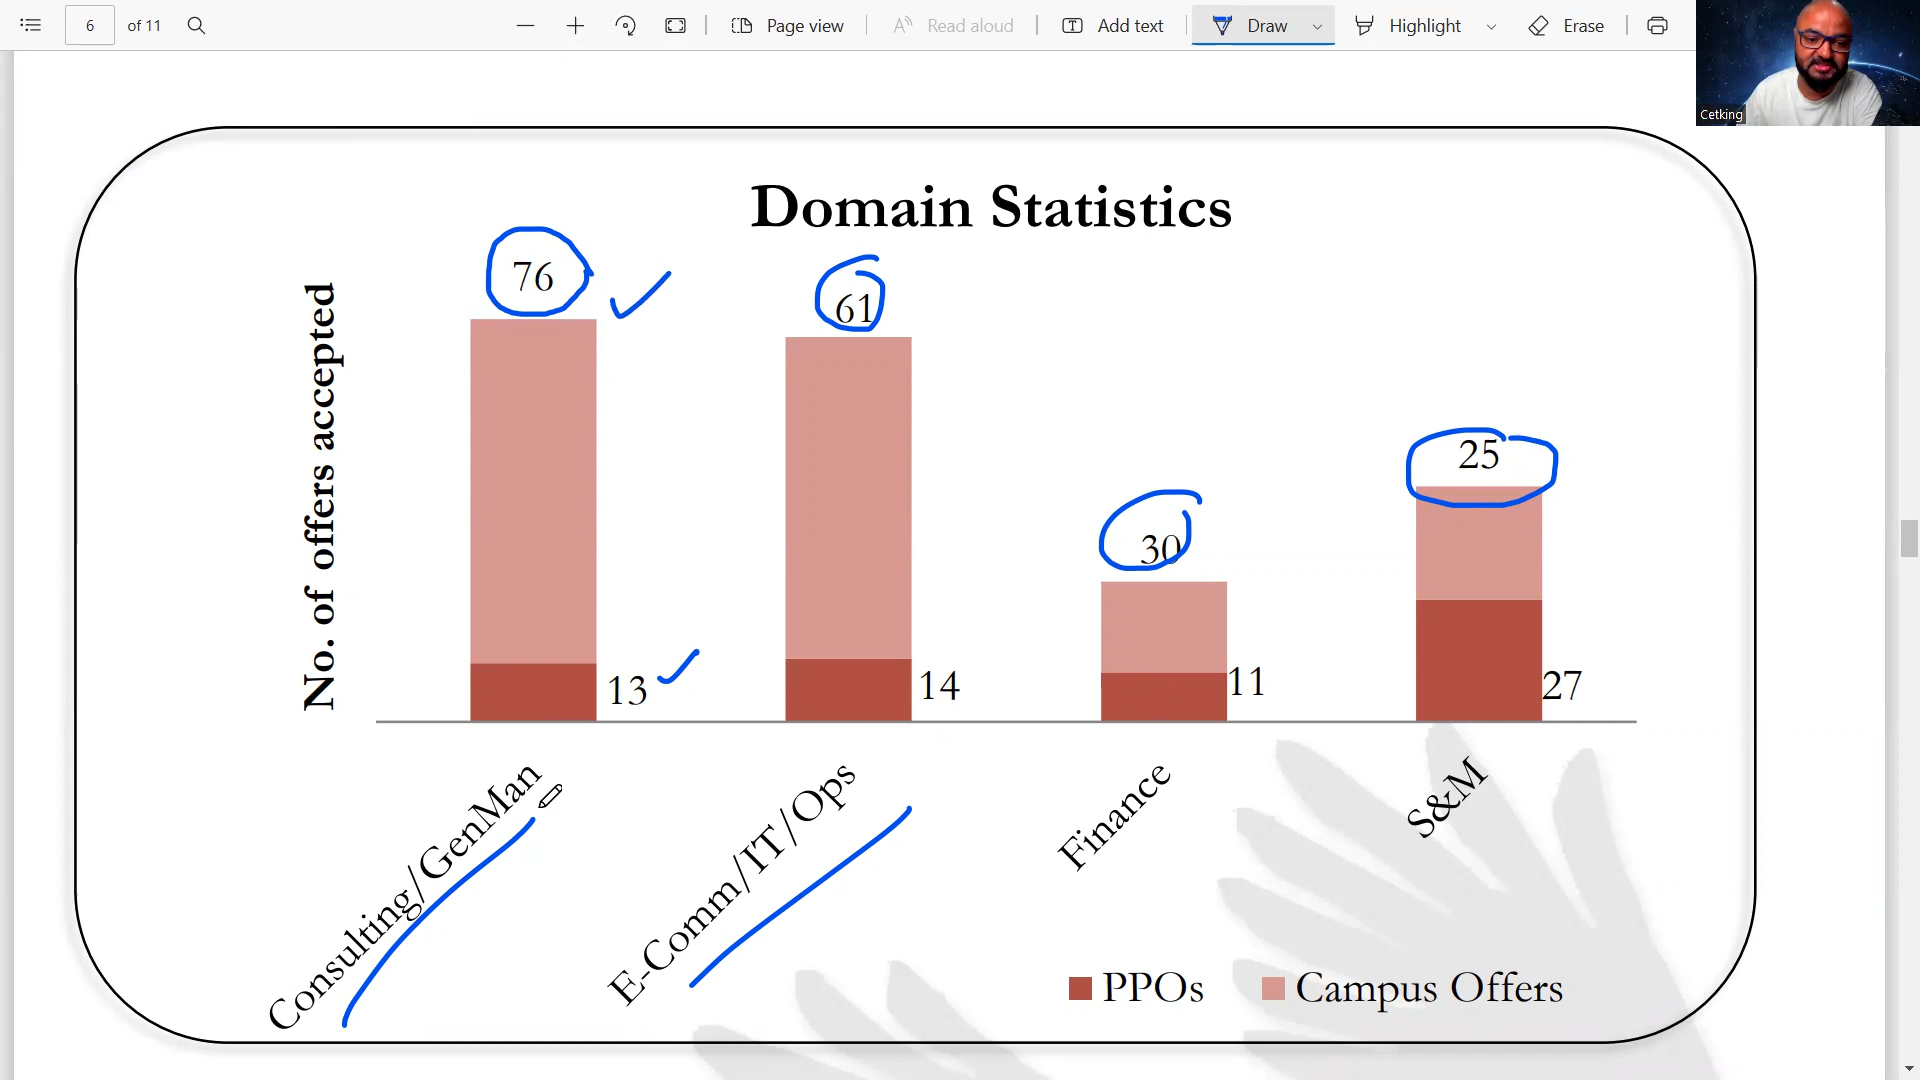 6 of 11 Page view Read aloud Add text Draw Highlight Erase
Cetking
Domain Statistics
No. of offers accepted
76
61
30
25
13
14
11
27
Consulting/GenMan
E-Comm/IT/Ops
Finance
S&M
PPOs Campus Offers